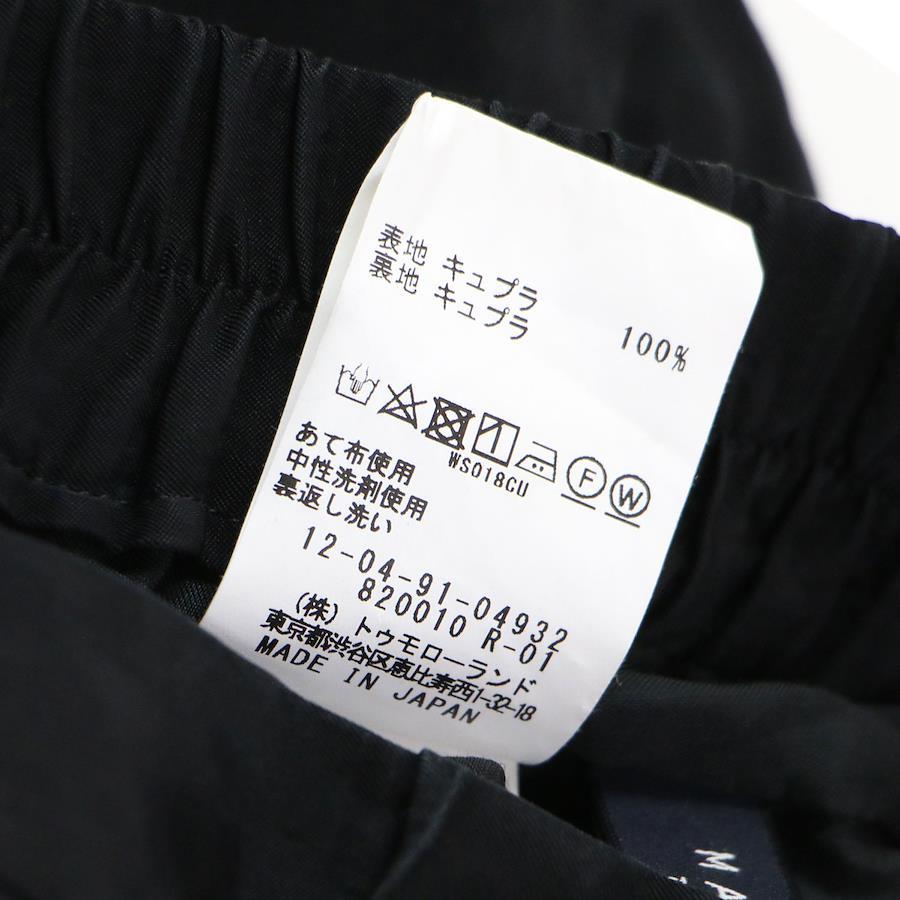 表地 キュプラ
裏地 キュプラ 100%
F W
WS018CU
あて布使用
中性洗剤使用
裏返し洗い
12-04-91-04932
820010 R-01
(株)トゥモローランド
東京都渋谷区恵比寿西1-32-18
MADE IN JAPAN